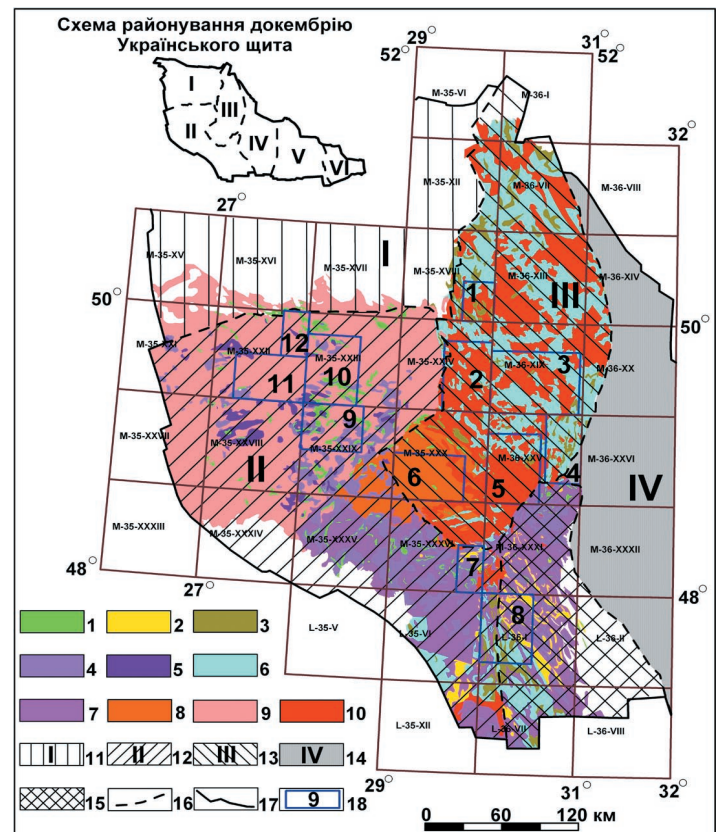 Схема районування докембрію
Українського щита
I
II
III
IV
V
VI
29°
31°
52°
52°
32°
M-35-VI
M-36-I
M-35-XII
M-36-VII
M-36-VIII
27°
I
M-35-XV
M-35-XVI
M-35-XVII
M-35-XVIII
M-36-XIII
M-36-XIV
III
1
50°
50°
12
M-35-XXI
M-35-XXII
M-35-XXIII
M-35-XXIV
M-36-XIX
M-36-XX
11
10
2
3
9
M-35-XXVII
M-35-XXVIII
M-35-XXIX
M-35-XXX
M-36-XXV
M-36-XXVI
II
6
5
4
IV
M-35-XXXIII
M-35-XXXIV
M-35-XXXV
M-35-XXXVI
M-36-XXXI
M-36-XXXII
7
48°
27°
48°
8
L-35-V
L-35-VI
L-36-I
L-36-II
L-35-XII
L-36-VII
L-36-VIII
29°
31°
32°
1 2 3
4 5 6
7 8 9 10
I 11 II 12 III 13 IV 14
15 16 17 9 18
0 60 120 км